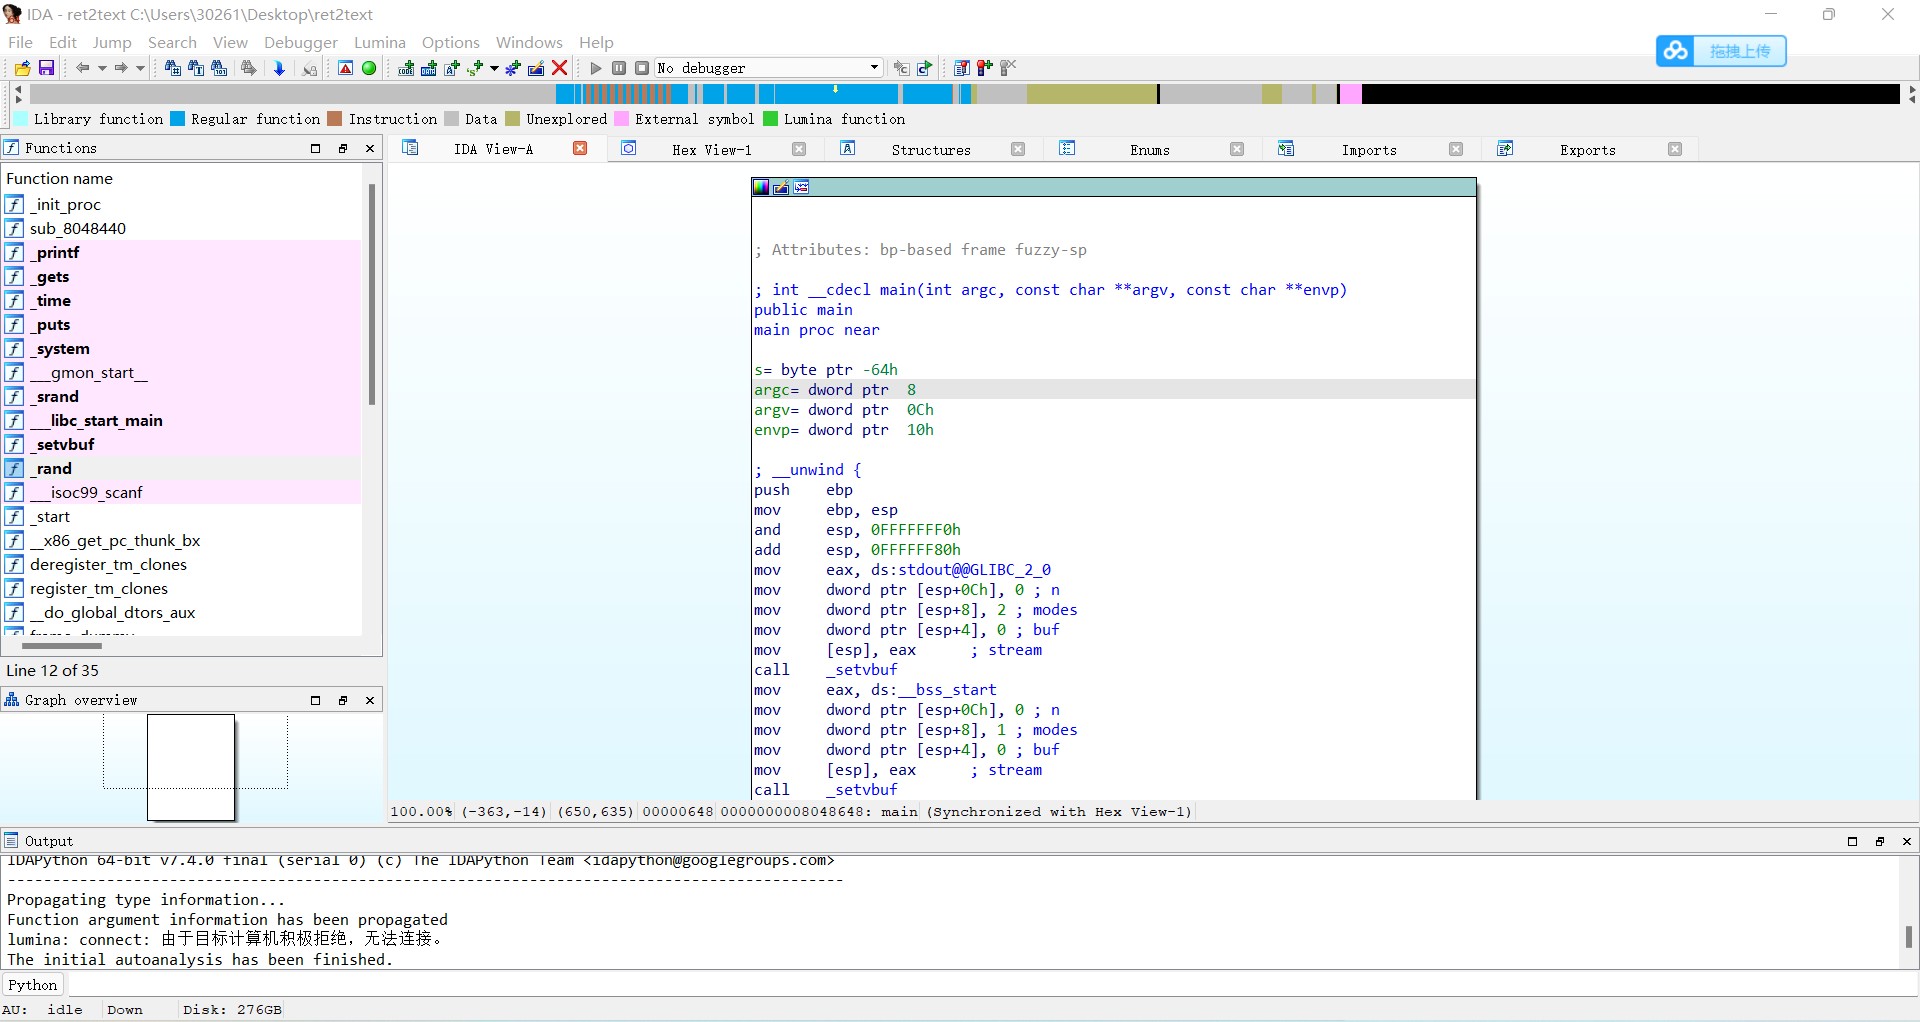 IDA - ret2text C:\Users\30261\Desktop\ret2text
File Edit Jump Search View Debugger Lumina Options Windows Help
拖拽上传
No debugger
Library function Regular function Instruction Data Unexplored External symbol Lumina function
Functions
IDA View-A Hex View-1 Structures Enums Imports Exports
Function name
_init_proc
sub_8048440
_printf
_gets
_time
_puts
_system
___gmon_start__
_srand
___libc_start_main
_setvbuf
_rand
___isoc99_scanf
_start
__x86_get_pc_thunk_bx
deregister_tm_clones
register_tm_clones
__do_global_dtors_aux
frame_dummy
Line 12 of 35
Graph overview
; Attributes: bp-based frame fuzzy-sp
; int __cdecl main(int argc, const char **argv, const char **envp)
public main
main proc near
s= byte ptr -64h
argc= dword ptr  8
argv= dword ptr  0Ch
envp= dword ptr  10h
; __unwind {
push    ebp
mov     ebp, esp
and     esp, 0FFFFFFF0h
add     esp, 0FFFFFF80h
mov     eax, ds:stdout@@GLIBC_2_0
mov     dword ptr [esp+0Ch], 0 ; n
mov     dword ptr [esp+8], 2 ; modes
mov     dword ptr [esp+4], 0 ; buf
mov     [esp], eax      ; stream
call    _setvbuf
mov     eax, ds:__bss_start
mov     dword ptr [esp+0Ch], 0 ; n
mov     dword ptr [esp+8], 1 ; modes
mov     dword ptr [esp+4], 0 ; buf
mov     [esp], eax      ; stream
call    _setvbuf
100.00% (-363,-14) (650,635) 00000648 0000000008048648: main (Synchronized with Hex View-1)
Output
IDAPython 64-bit v7.4.0 final (serial 0) (c) The IDAPython Team <idapython@googlegroups.com>
Propagating type information...
Function argument information has been propagated
lumina: connect: 由于目标计算机积极拒绝，无法连接。
The initial autoanalysis has been finished.
Python
AU: idle Down Disk: 276GB